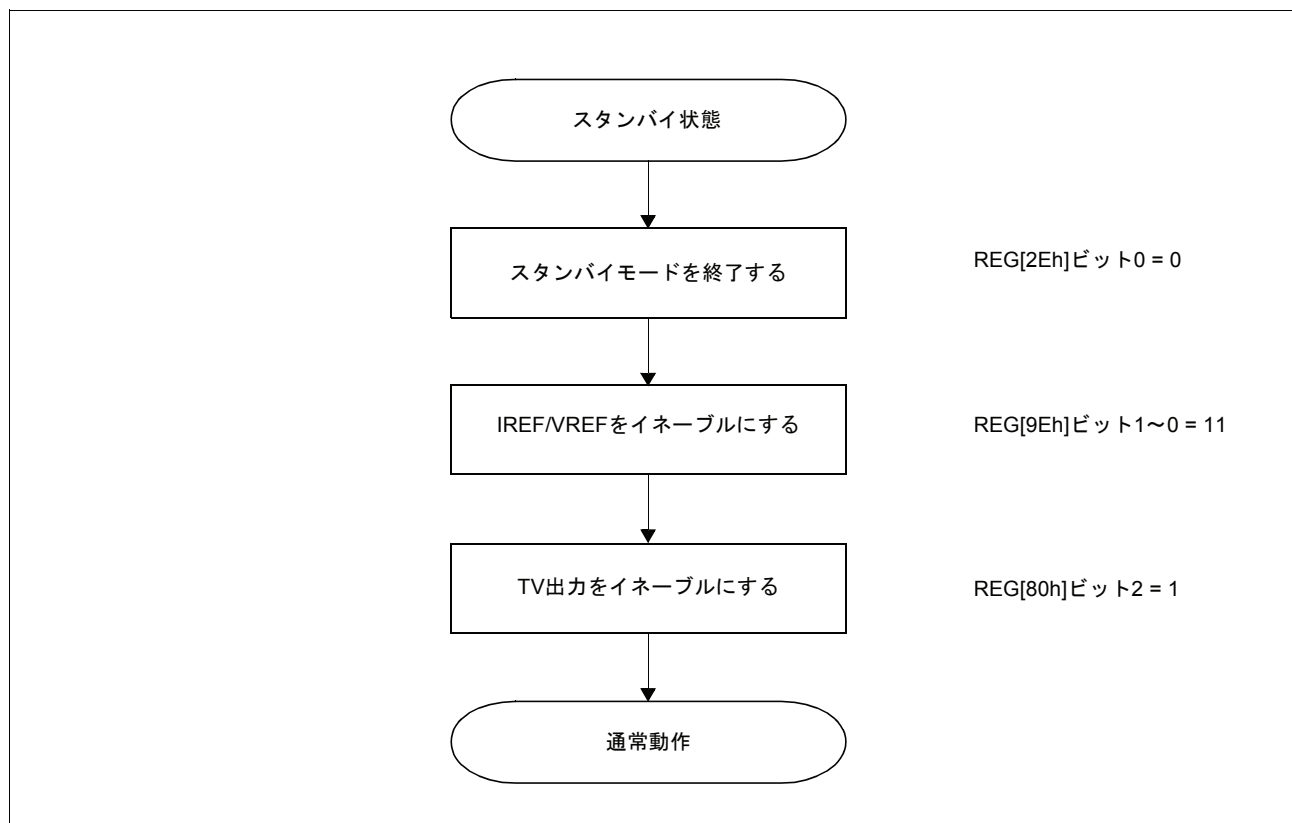 スタンバイ状態
スタンバイモードを終了する
REG[2Eh]ビット0 = 0
IREF/VREFをイネーブルにする
REG[9Eh]ビット1～0 = 11
TV出力をイネーブルにする
REG[80h]ビット2 = 1
通常動作